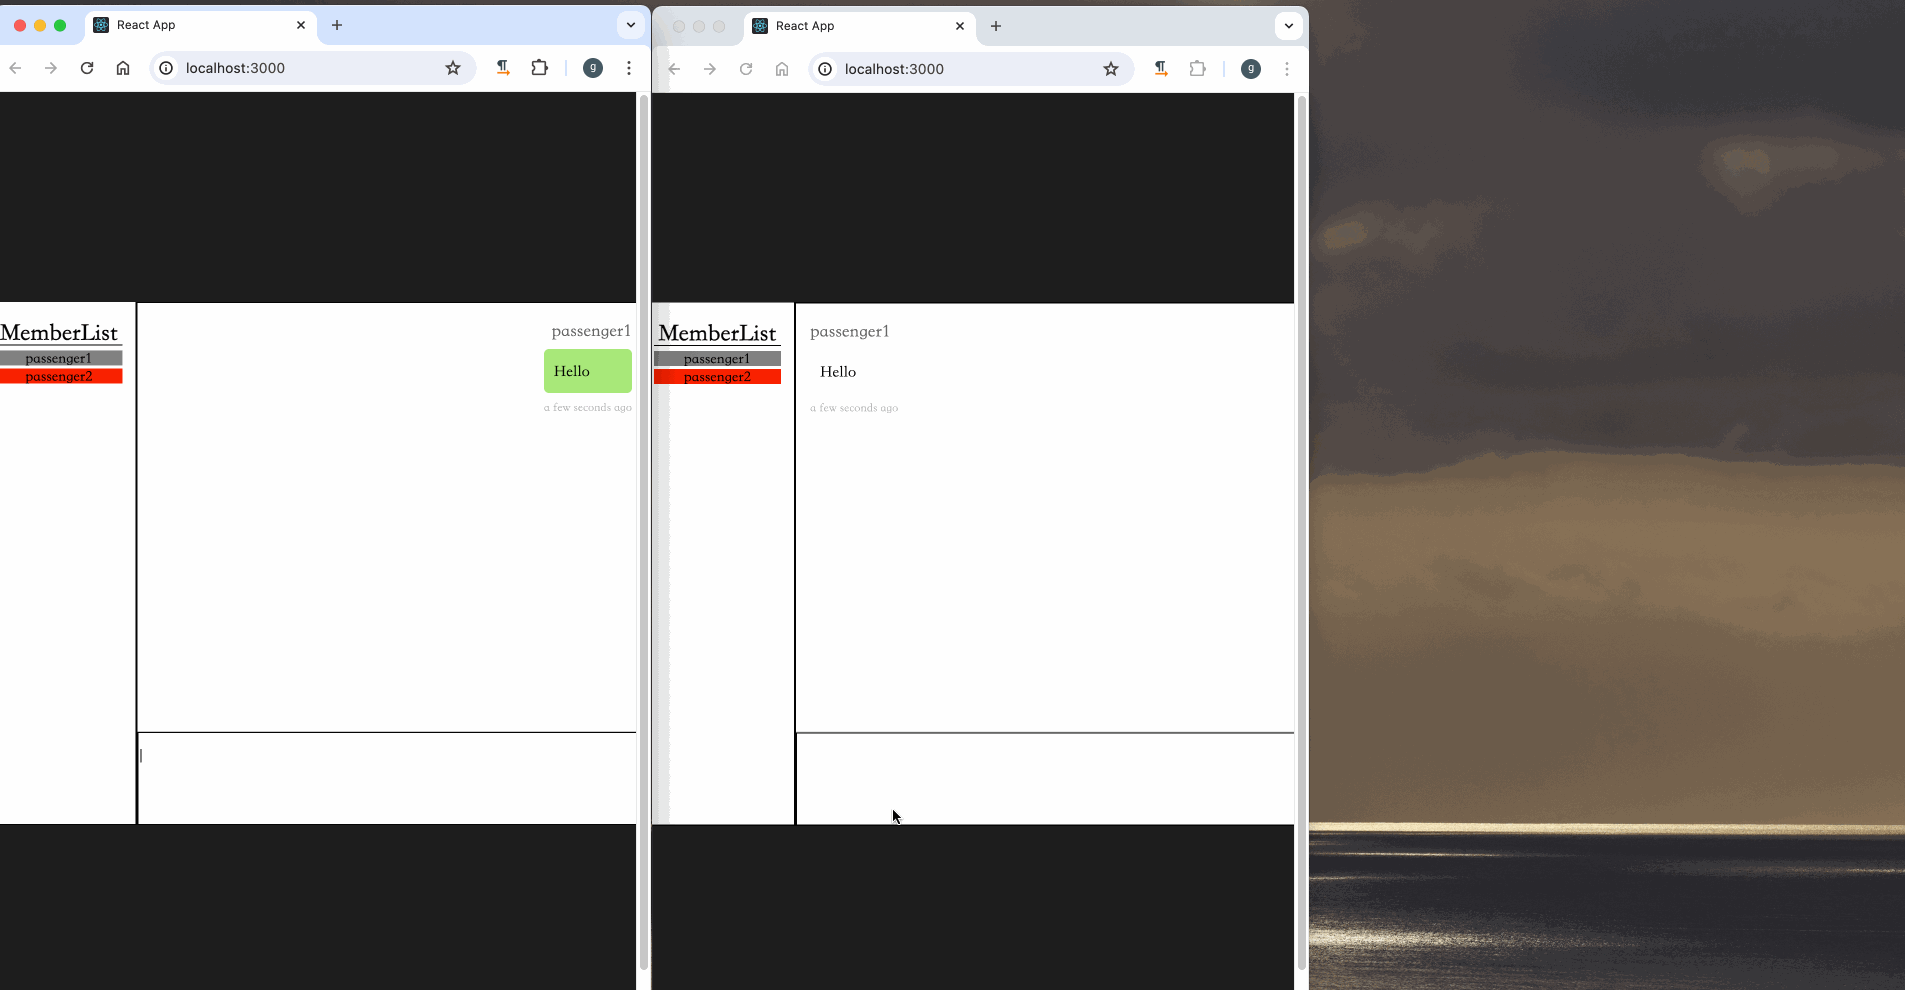 React App
localhost:3000
g
MemberList
passenger1
passenger2
passenger1
Hello
a few seconds ago
React App
localhost:3000
g
MemberList
passenger1
passenger2
passenger1
Hello
a few seconds ago